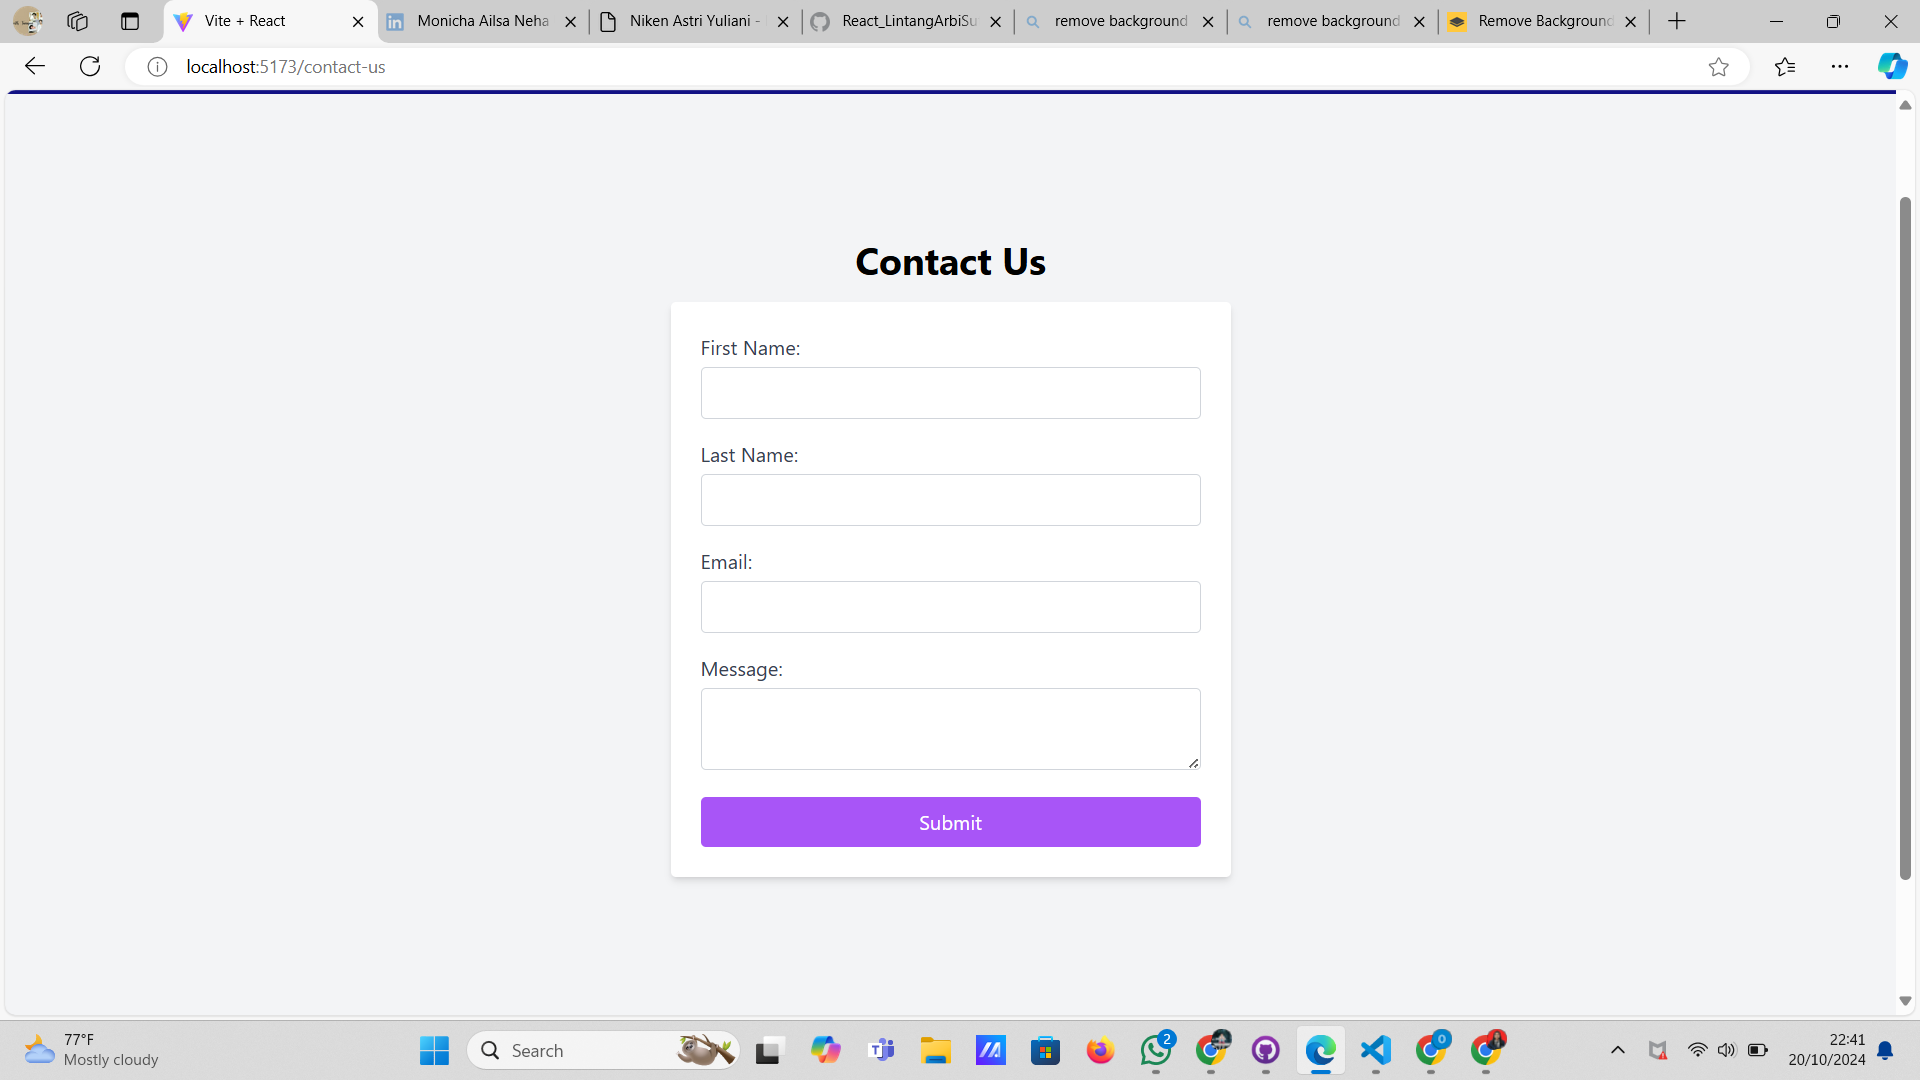 Vite + React
Monicha Ailsa Neha
Niken Astri Yuliani -
React_LintangArbiSu
remove background
remove background
Remove Background
localhost:5173/contact-us
Contact Us
First Name:
Last Name:
Email:
Message:
Submit
77°F
Mostly cloudy
Search
2
0
22:41
20/10/2024